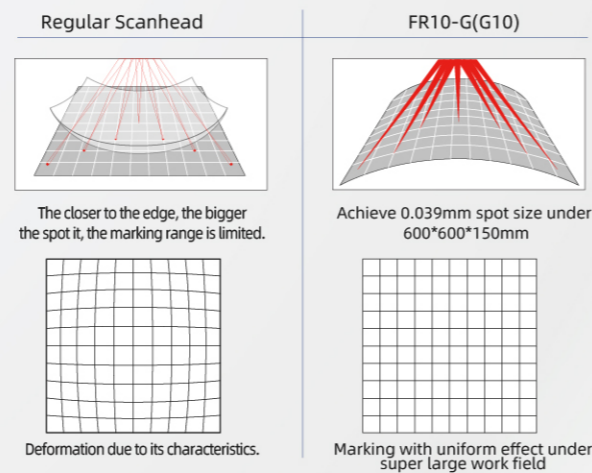 Regular Scanhead
FR10-G(G10)
The closer to the edge, the bigger
the spot it, the marking range is limited.
Achieve 0.039mm spot size under
600*600*150mm
Deformation due to its characteristics.
Marking with uniform effect under
super large work field